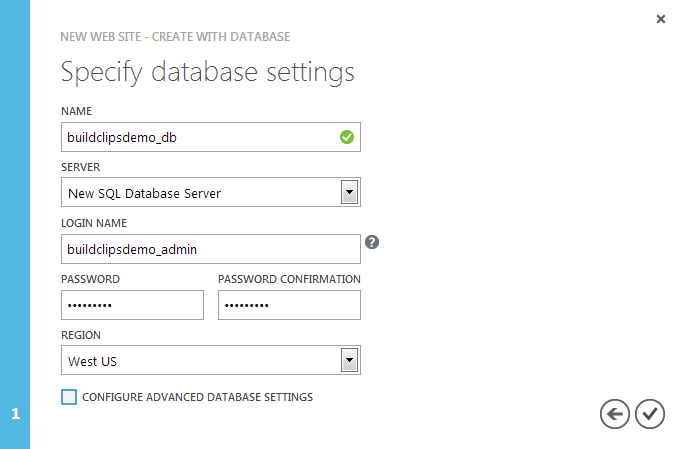 NEW WEB SITE - CREATE WITH DATABASE
Specify database settings
NAME
buildclipsdemo_db
SERVER
New SQL Database Server
LOGIN NAME
buildclipsdemo_admin
?
PASSWORD PASSWORD CONFIRMATION
••••••••• •••••••••
REGION
West US
CONFIGURE ADVANCED DATABASE SETTINGS
1